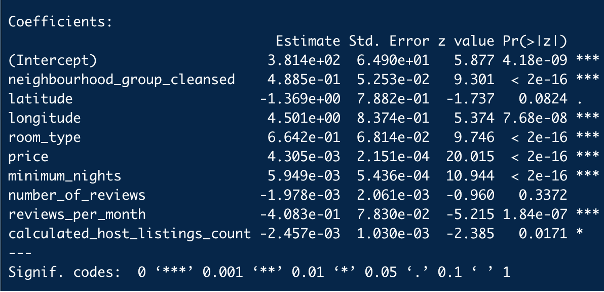 Coefficients:
                                 Estimate Std. Error z value Pr(>|z|)
(Intercept)                     3.814e+02  6.490e+01   5.877 4.18e-09 ***
neighbourhood_group_cleansed    4.885e-01  5.253e-02   9.301  < 2e-16 ***
latitude                       -1.369e+00  7.882e-01  -1.737   0.0824 .
longitude                       4.501e+00  8.374e-01   5.374 7.68e-08 ***
room_type                       6.642e-01  6.814e-02   9.746  < 2e-16 ***
price                           4.305e-03  2.151e-04  20.015  < 2e-16 ***
minimum_nights                  5.949e-03  5.436e-04  10.944  < 2e-16 ***
number_of_reviews              -1.978e-03  2.061e-03  -0.960   0.3372
reviews_per_month              -4.083e-01  7.830e-02  -5.215 1.84e-07 ***
calculated_host_listings_count -2.457e-03  1.030e-03  -2.385   0.0171 *
---
Signif. codes:  0 ‘***’ 0.001 ‘**’ 0.01 ‘*’ 0.05 ‘.’ 0.1 ‘ ’ 1